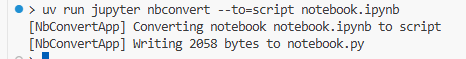 > uv run jupyter nbconvert --to=script notebook.ipynb
[NbConvertApp] Converting notebook notebook.ipynb to script
[NbConvertApp] Writing 2058 bytes to notebook.py
>